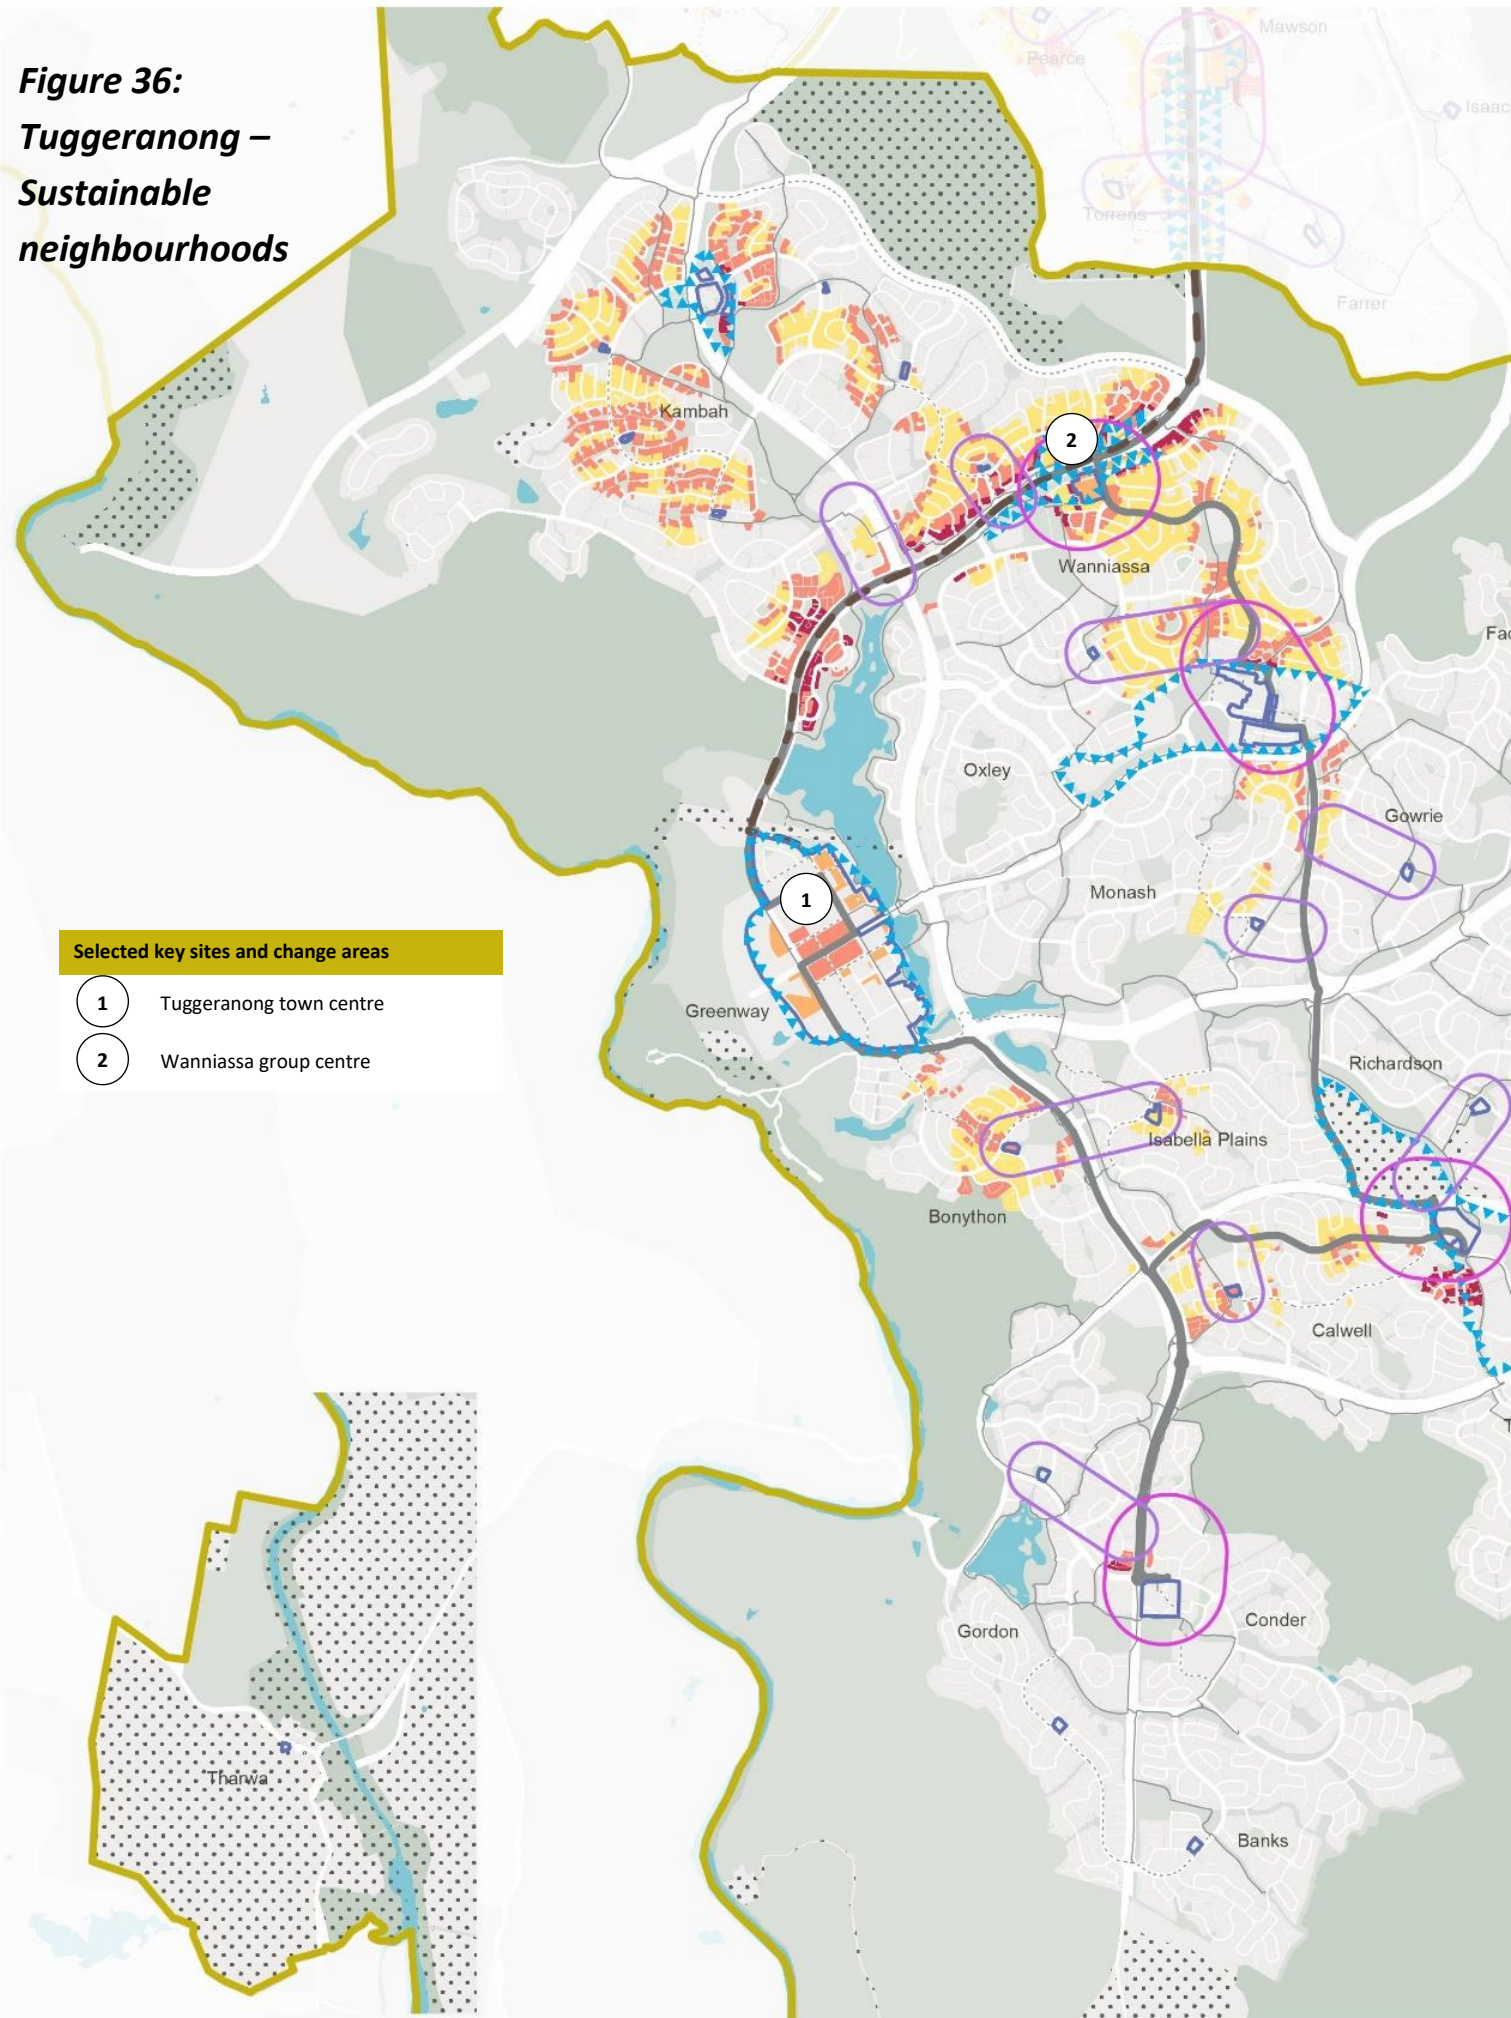 Figure 36:
Tuggeranong –
Sustainable
neighbourhoods
Mawson
Pearce
Isaac
Torrens
Farrer
Kambah
2
Wanniassa
Fac
Oxley
Gowrie
Monash
1
Selected key sites and change areas
1 Tuggeranong town centre
2 Wanniassa group centre
Greenway
Richardson
Isabella Plains
Bonython
Calwell
T
Gordon
Conder
Tharwa
Banks